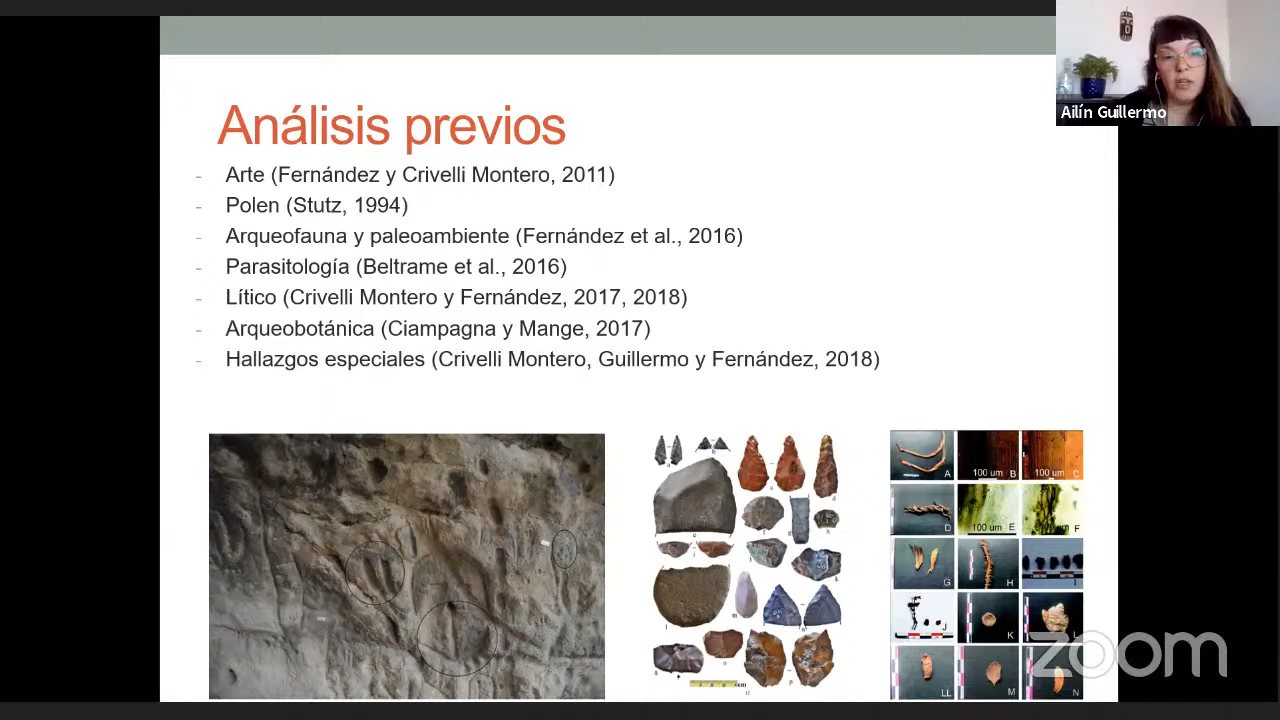 Análisis previos
- Arte (Fernández y Crivelli Montero, 2011)
- Polen (Stutz, 1994)
- Arqueofauna y paleoambiente (Fernández et al., 2016)
- Parasitología (Beltrame et al., 2016)
- Lítico (Crivelli Montero y Fernández, 2017, 2018)
- Arqueobotánica (Ciampagna y Mange, 2017)
- Hallazgos especiales (Crivelli Montero, Guillermo y Fernández, 2018)
Ailín Guillermo
A
100 um B
100 um C
D
100 um E
F
G
H
I
J
K
L
LL
M
N
cm
zoom